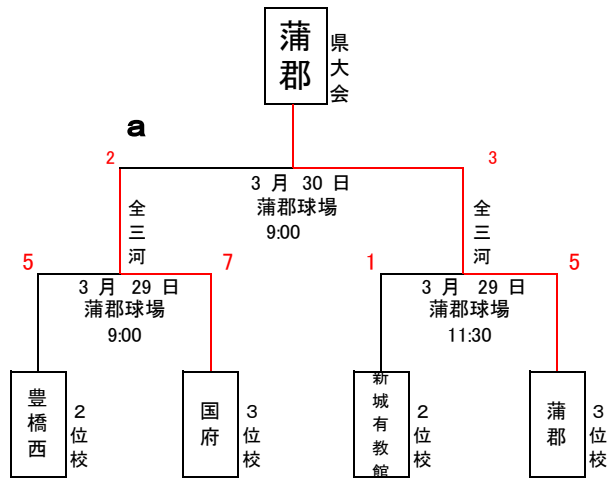 蒲郡
県大会
a
2
3
3 月 30 日
蒲郡球場
9:00
全三河
全三河
5
7
1
5
3 月 29 日
蒲郡球場
9:00
3 月 29 日
蒲郡球場
11:30
豊橋西
2位校
国府
3位校
新城有教館
2位校
蒲郡
3位校